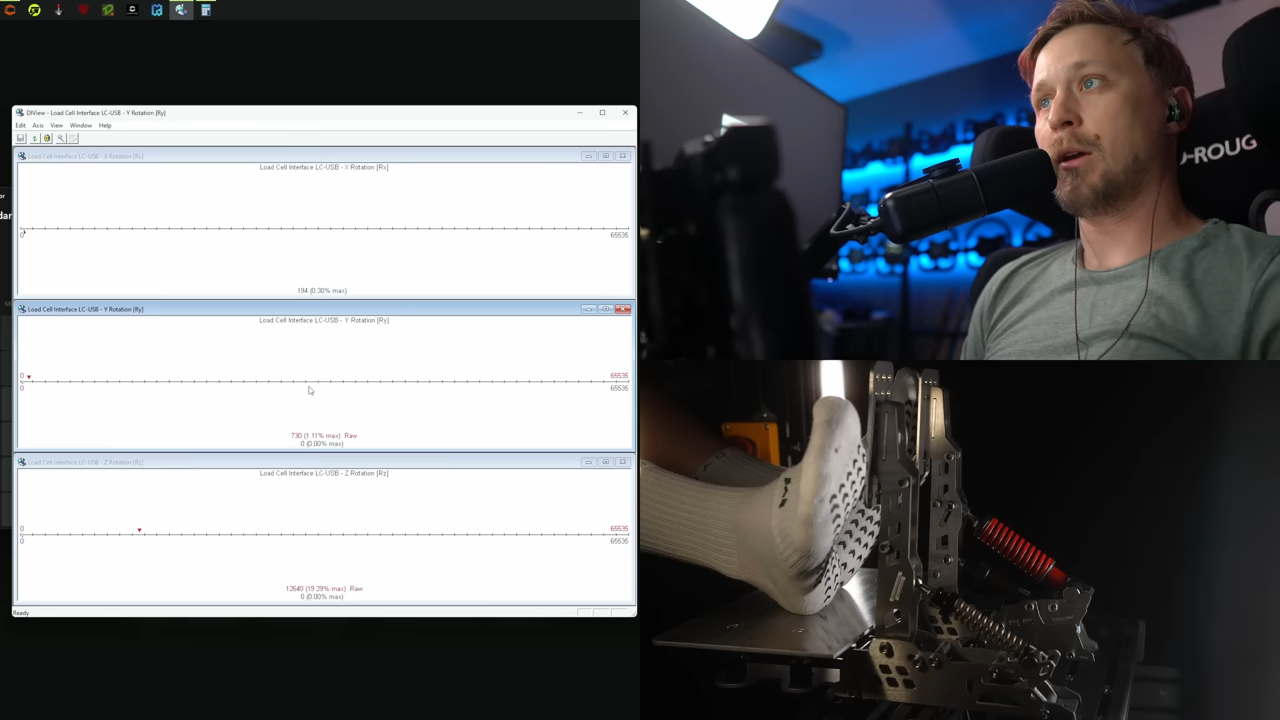 DIView - Load Cell Interface LC-USB - Y Rotation [Ry]
Edit Axis View Window Help
Load Cell Interface LC-USB - X Rotation [Rx]
Load Cell Interface LC-USB - X Rotation [Rx]
0 65535
194 (0.30% max)
Load Cell Interface LC-USB - Y Rotation [Ry]
Load Cell Interface LC-USB - Y Rotation [Ry]
0 65535
0 65535
730 (1.11% max) Raw
0 (0.00% max)
Load Cell Interface LC-USB - Z Rotation [Rz]
Load Cell Interface LC-USB - Z Rotation [Rz]
0 65535
0 65535
12640 (19.29% max) Raw
0 (0.00% max)
Ready
-ROUG